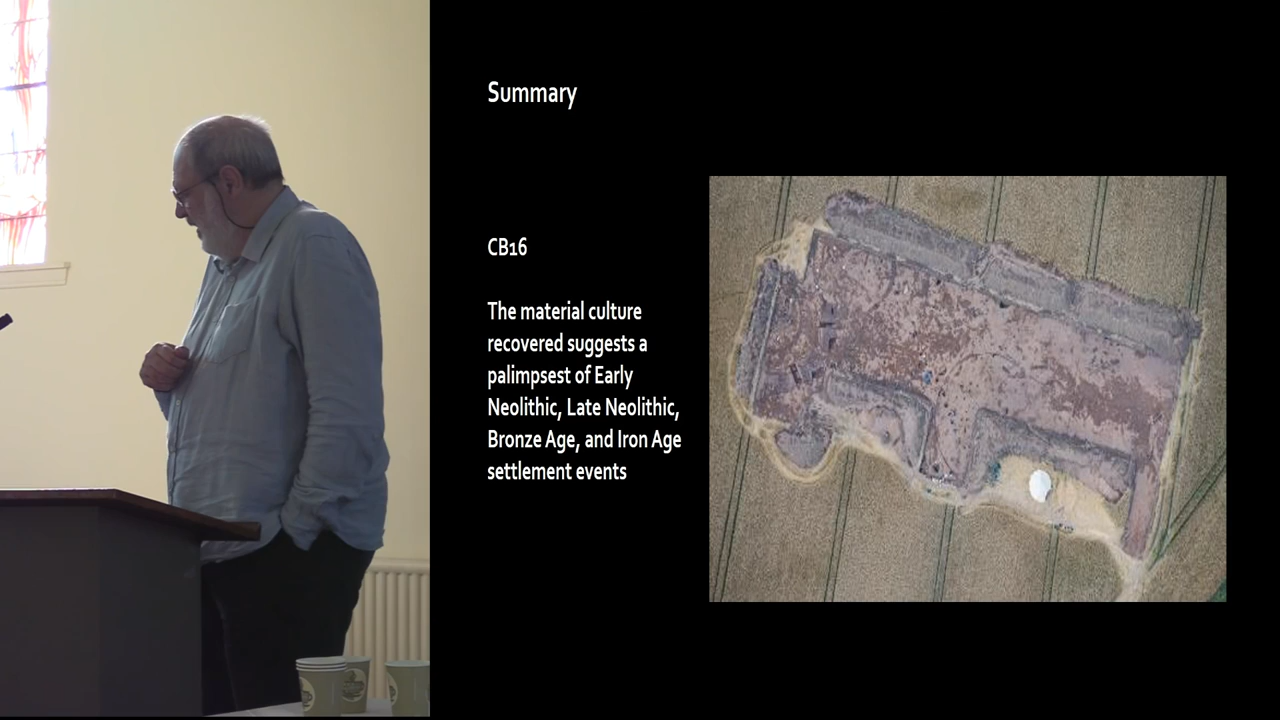 Summary
CB16
The material culture
recovered suggests a
palimpsest of Early
Neolithic, Late Neolithic,
Bronze Age, and Iron Age
settlement events